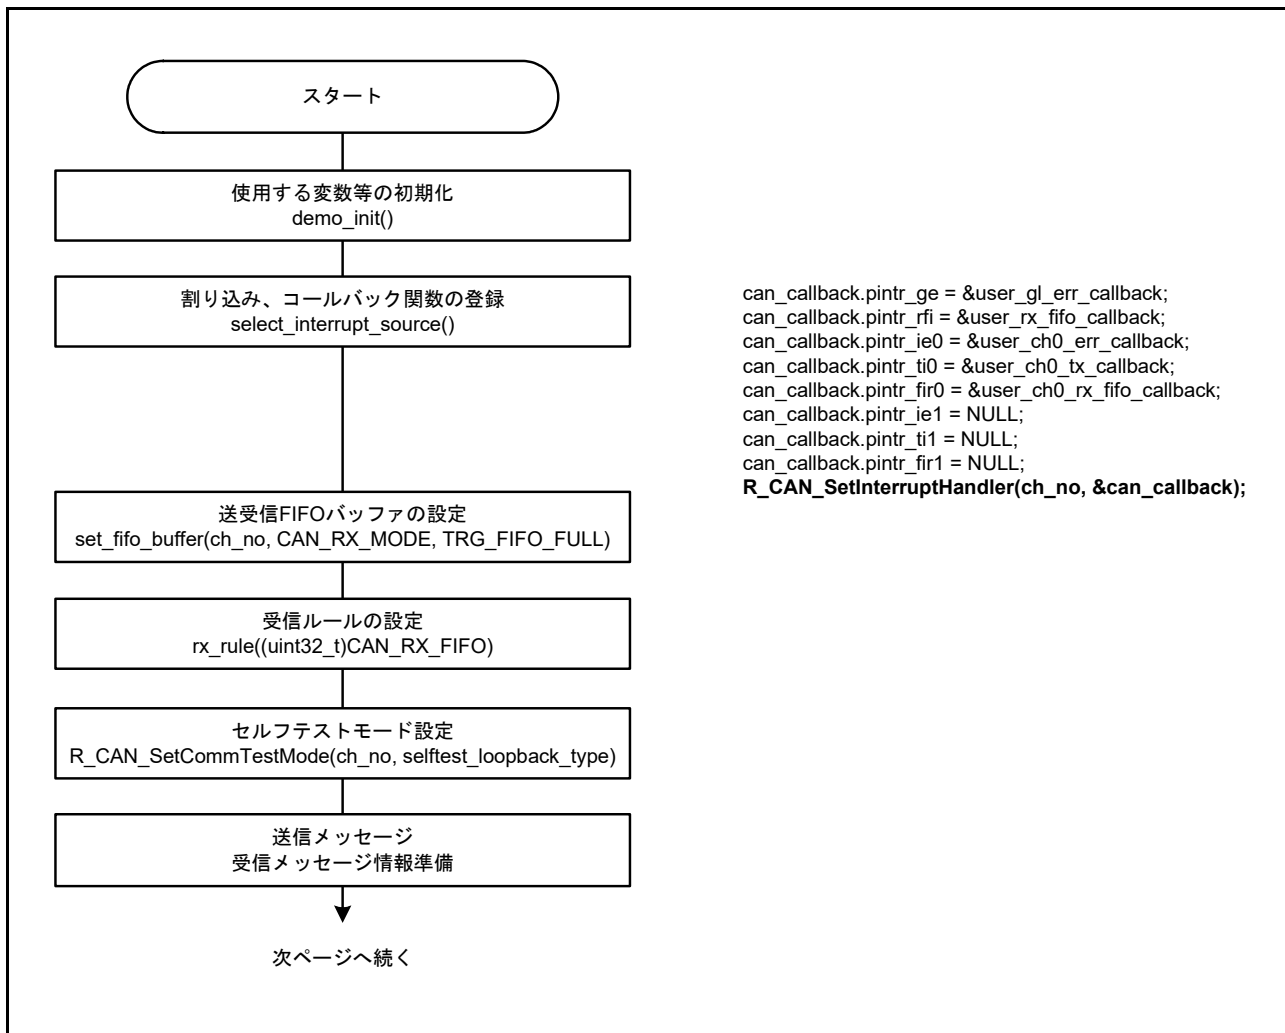 スタート
使用する変数等の初期化
demo_init()
割り込み、コールバック関数の登録
select_interrupt_source()
can_callback.pintr_ge = &user_gl_err_callback;
can_callback.pintr_rfi = &user_rx_fifo_callback;
can_callback.pintr_ie0 = &user_ch0_err_callback;
can_callback.pintr_ti0 = &user_ch0_tx_callback;
can_callback.pintr_fir0 = &user_ch0_rx_fifo_callback;
can_callback.pintr_ie1 = NULL;
can_callback.pintr_ti1 = NULL;
can_callback.pintr_fir1 = NULL;
R_CAN_SetInterruptHandler(ch_no, &can_callback);
送受信FIFOバッファの設定
set_fifo_buffer(ch_no, CAN_RX_MODE, TRG_FIFO_FULL)
受信ルールの設定
rx_rule((uint32_t)CAN_RX_FIFO)
セルフテストモード設定
R_CAN_SetCommTestMode(ch_no, selftest_loopback_type)
送信メッセージ
受信メッセージ情報準備
次ページへ続く